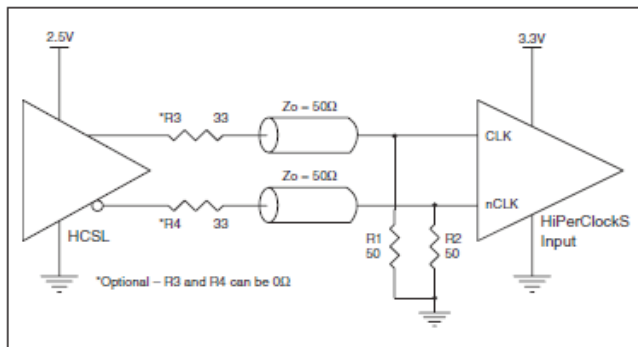 2.5V
3.3V
*R3 33
Zo = 50Ω
CLK
*R4 33
Zo = 50Ω
nCLK
HCSL
R1
50
R2
50
HiPerClockS
Input
*Optional – R3 and R4 can be 0Ω